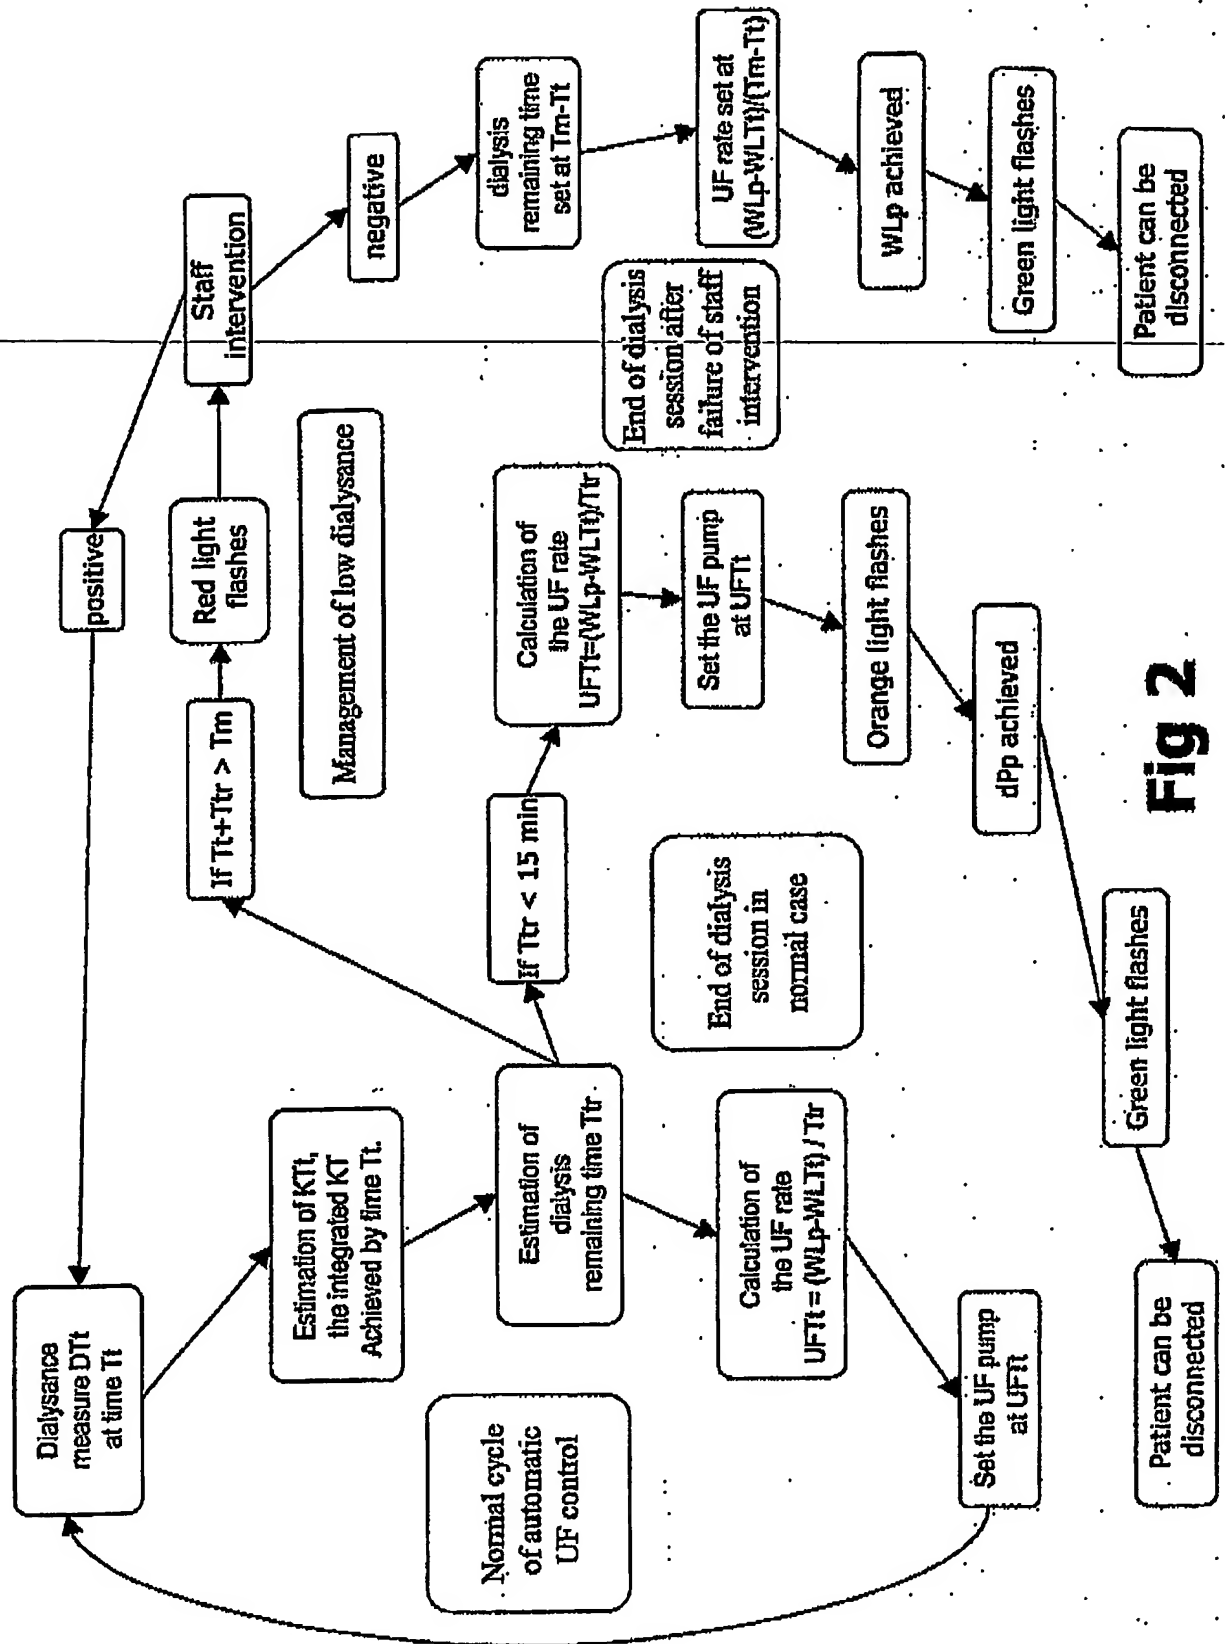 Dialysance
measure DTt
at time Tt
Estimation of KTt,
the integrated KT
Achieved by time Tt.
Estimation of
dialysis
remaining time Ttr
Calculation of
the UF rate
UFTt = (WLp-WLTt) / Ttr
Set the UF pump
at UFTt
Normal cycle
of automatic
UF control
If Tt+Ttr > Tm
Red light
flashes
Staff
intervention
positive
negative
Management of low dialysance
dialysis
remaining time
set at Tm-Tt
UF rate set at
(WLp-WLTt)/(Tm-Tt)
WLp achieved
Green light flashes
Patient can be
disconnected
End of dialysis
session after
failure of staff
intervention
If Ttr < 15 min
Calculation of
the UF rate
UFTt=(WLp-WLTt)/Ttr
Set the UF pump
at UFTt
Orange light flashes
dPp achieved
Green light flashes
Patient can be
disconnected
End of dialysis
session in
normal case
Fig 2